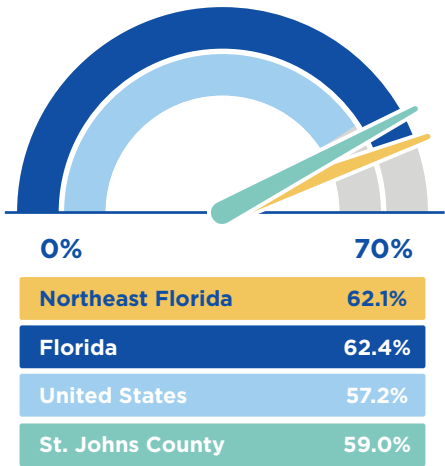 0% 70%
Northeast Florida 62.1%
Florida 62.4%
United States 57.2%
St. Johns County 59.0%